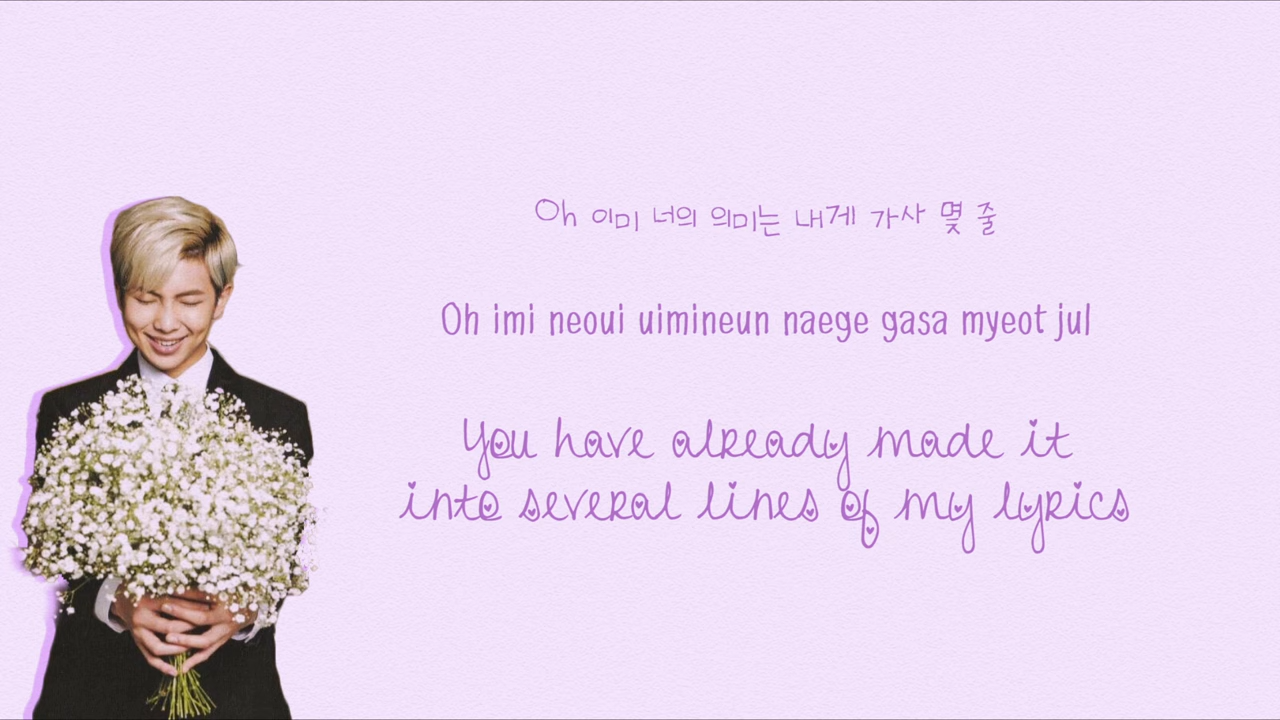 Oh 이미 너의 의미는 내게 가사 몇 줄
Oh imi neoui uimineun naege gasa myeot jul
You have already made it
into several lines of my lyrics